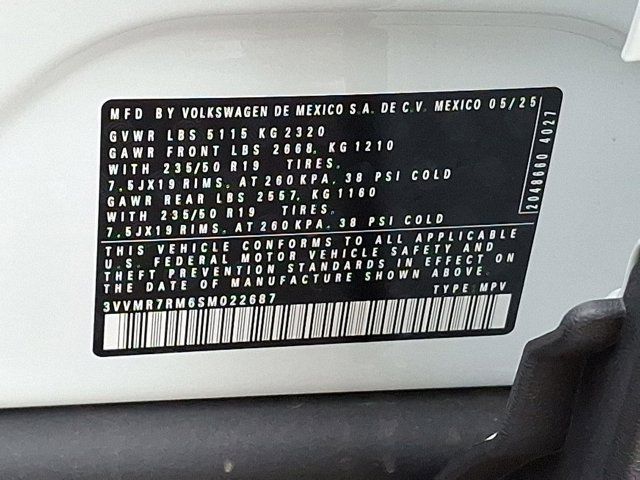 MFD BY VOLKSWAGEN DE MEXICO S.A. DE C.V. MEXICO 05/25
GVWR LBS 5115 KG 2320
GAWR FRONT LBS 2668, KG 1210
WITH 235/50 R19 TIRES,
7,5JX19 RIMS, AT 260 KPA, 38 PSI COLD
GAWR REAR LBS 2557, KG 1160
WITH 235/50 R19 TIRES,
7,5JX19 RIMS, AT 260 KPA, 38 PSI COLD
2048660 4027
THIS VEHICLE CONFORMS TO ALL APPLICABLE
U.S. FEDERAL MOTOR VEHICLE SAFETY AND
THEFT PREVENTION STANDARDS IN EFFECT ON
THE DATE OF MANUFACTURE SHOWN ABOVE.
3VVMR7RM6SM022687 TYPE: MPV